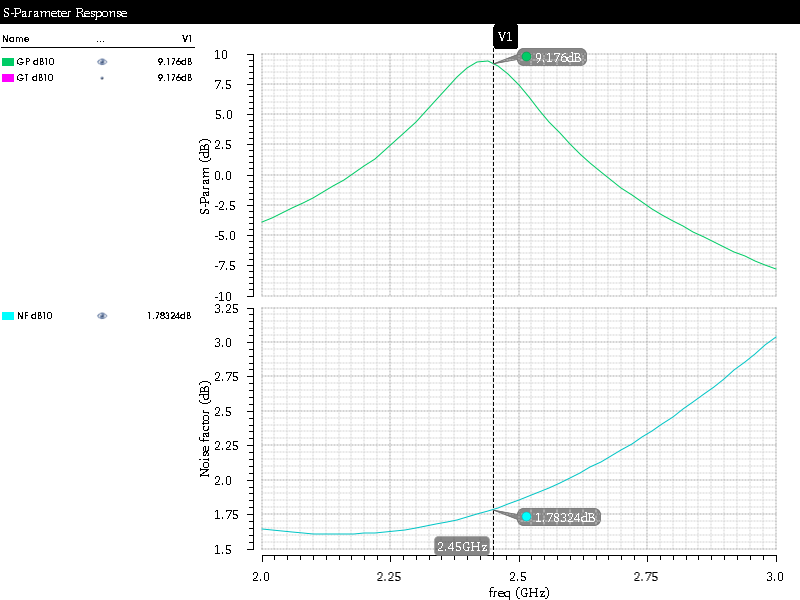 S-Parameter Response
Name ... V1
GP dB10 9.176dB
GT dB10 9.176dB
NF dB10 1.78324dB
V1
9.176dB
S-Param (dB)
10
7.5
5.0
2.5
0.0
-2.5
-5.0
-7.5
-10
Noise factor (dB)
3.25
3.0
2.75
2.5
2.25
2.0
1.75
1.5
1.78324dB
2.45GHz
2.0 2.25 2.5 2.75 3.0
freq (GHz)